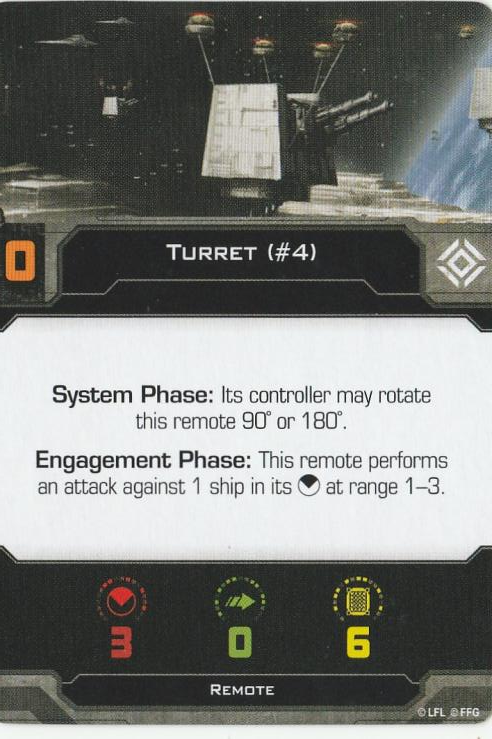 0
TURRET (#4)
System Phase: Its controller may rotate
this remote 90° or 180°.
Engagement Phase: This remote performs
an attack against 1 ship in its at range 1–3.
3 0 6
REMOTE
© LFL © FFG